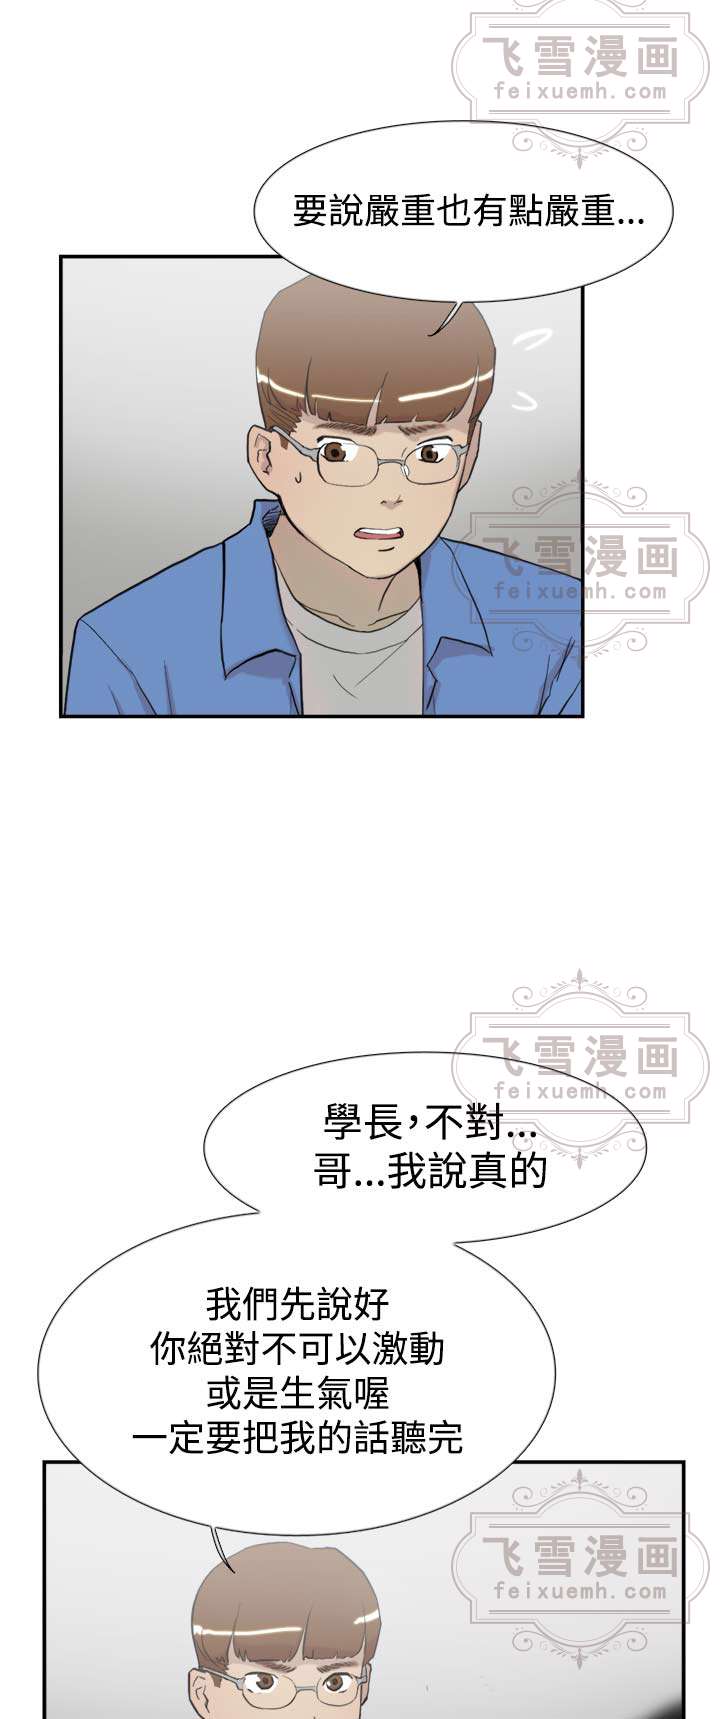 飞雪漫画
feixuemh.com
要說嚴重也有點嚴重...
飞雪漫画
feixuemh.com
飞雪漫画
feixuemh.com
學長，不對...
哥...我說真的
我們先說好
你絕對不可以激動
或是生氣喔
一定要把我的話聽完
飞雪漫画
feixuemh.com